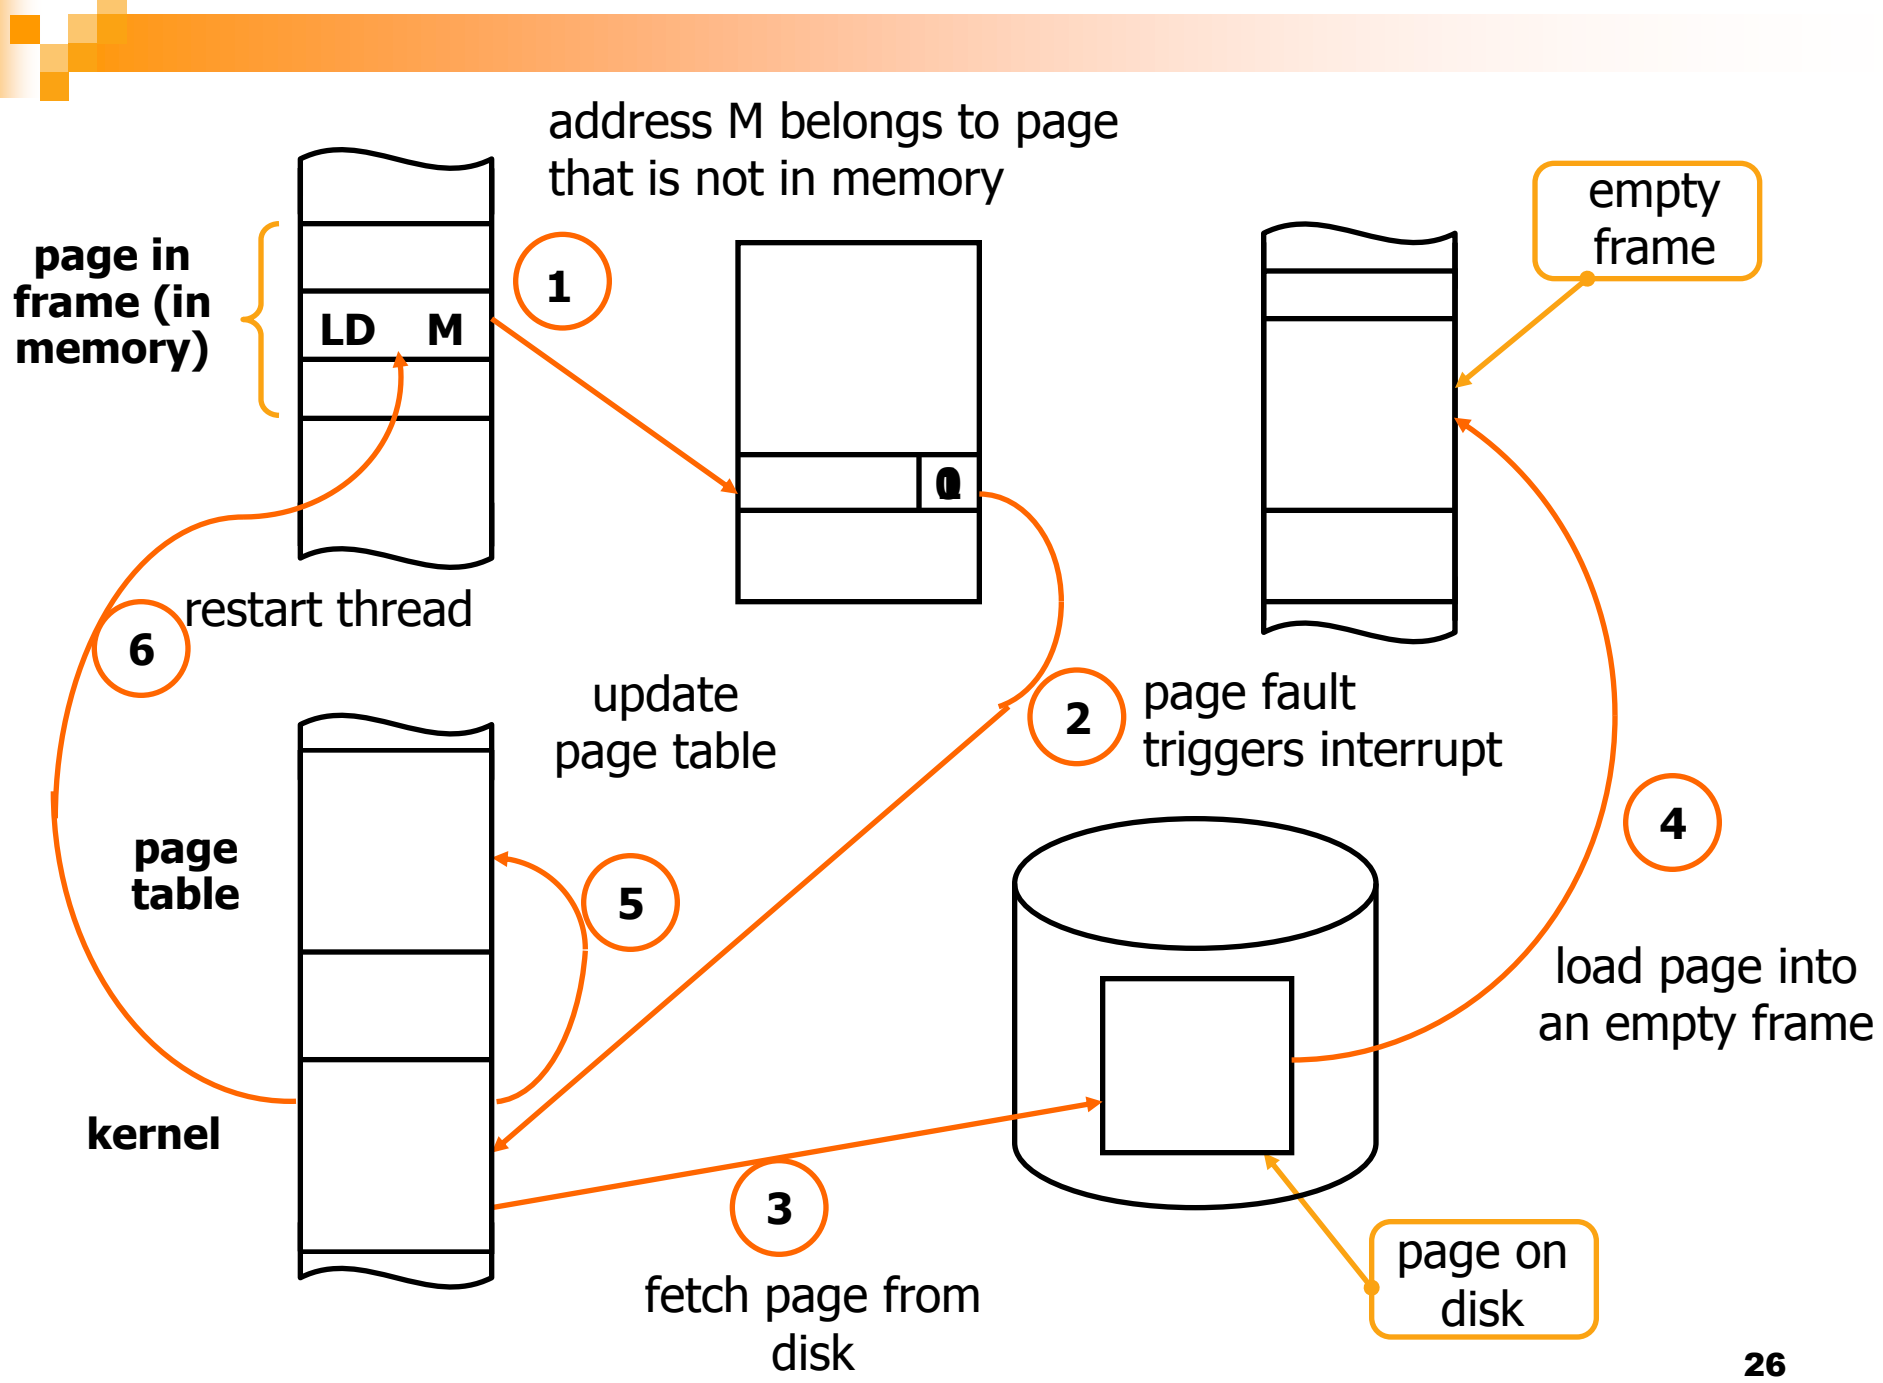 address M belongs to page
that is not in memory
empty
frame
page in
frame (in
memory)
1
LD M
restart thread
6
update
page table
2
page fault
triggers interrupt
4
page
table
5
load page into
an empty frame
kernel
3
fetch page from
disk
page on
disk
26